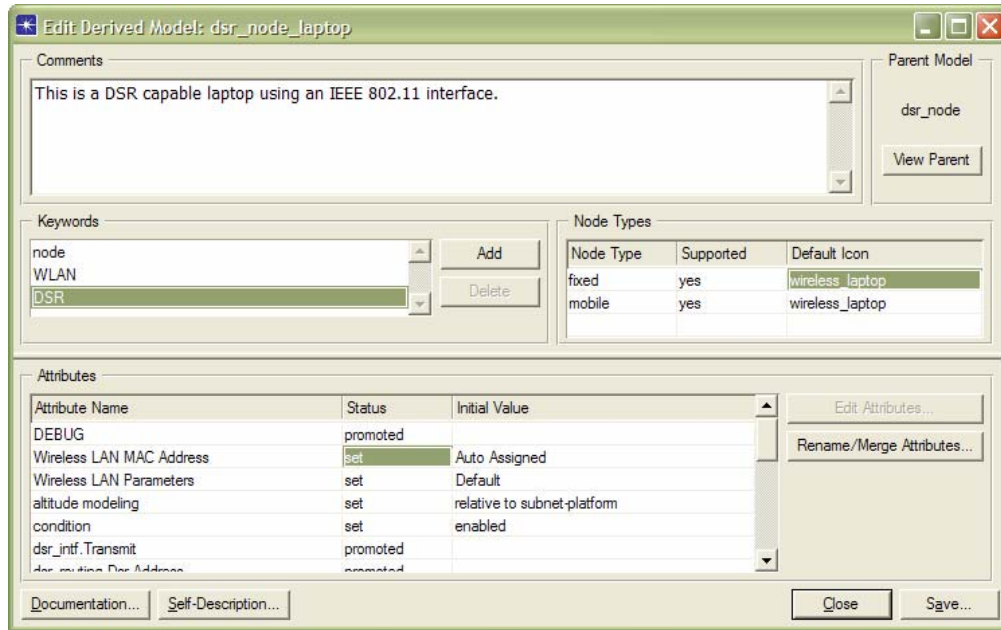 Edit Derived Model: dsr_node_laptop
Comments
This is a DSR capable laptop using an IEEE 802.11 interface.
Parent Model
dsr_node
View Parent
Keywords
node
WLAN
DSR
Add
Delete
Node Types
Node Type Supported Default Icon
fixed yes wireless_laptop
mobile yes wireless_laptop
Attributes
Attribute Name Status Initial Value
DEBUG promoted
Wireless LAN MAC Address set Auto Assigned
Wireless LAN Parameters set Default
altitude modeling set relative to subnet-platform
condition set enabled
dsr_intf.Transmit promoted
dsr_routing.Dsr Address promoted
Edit Attributes...
Rename/Merge Attributes...
Documentation...
Self-Description...
Close
Save...